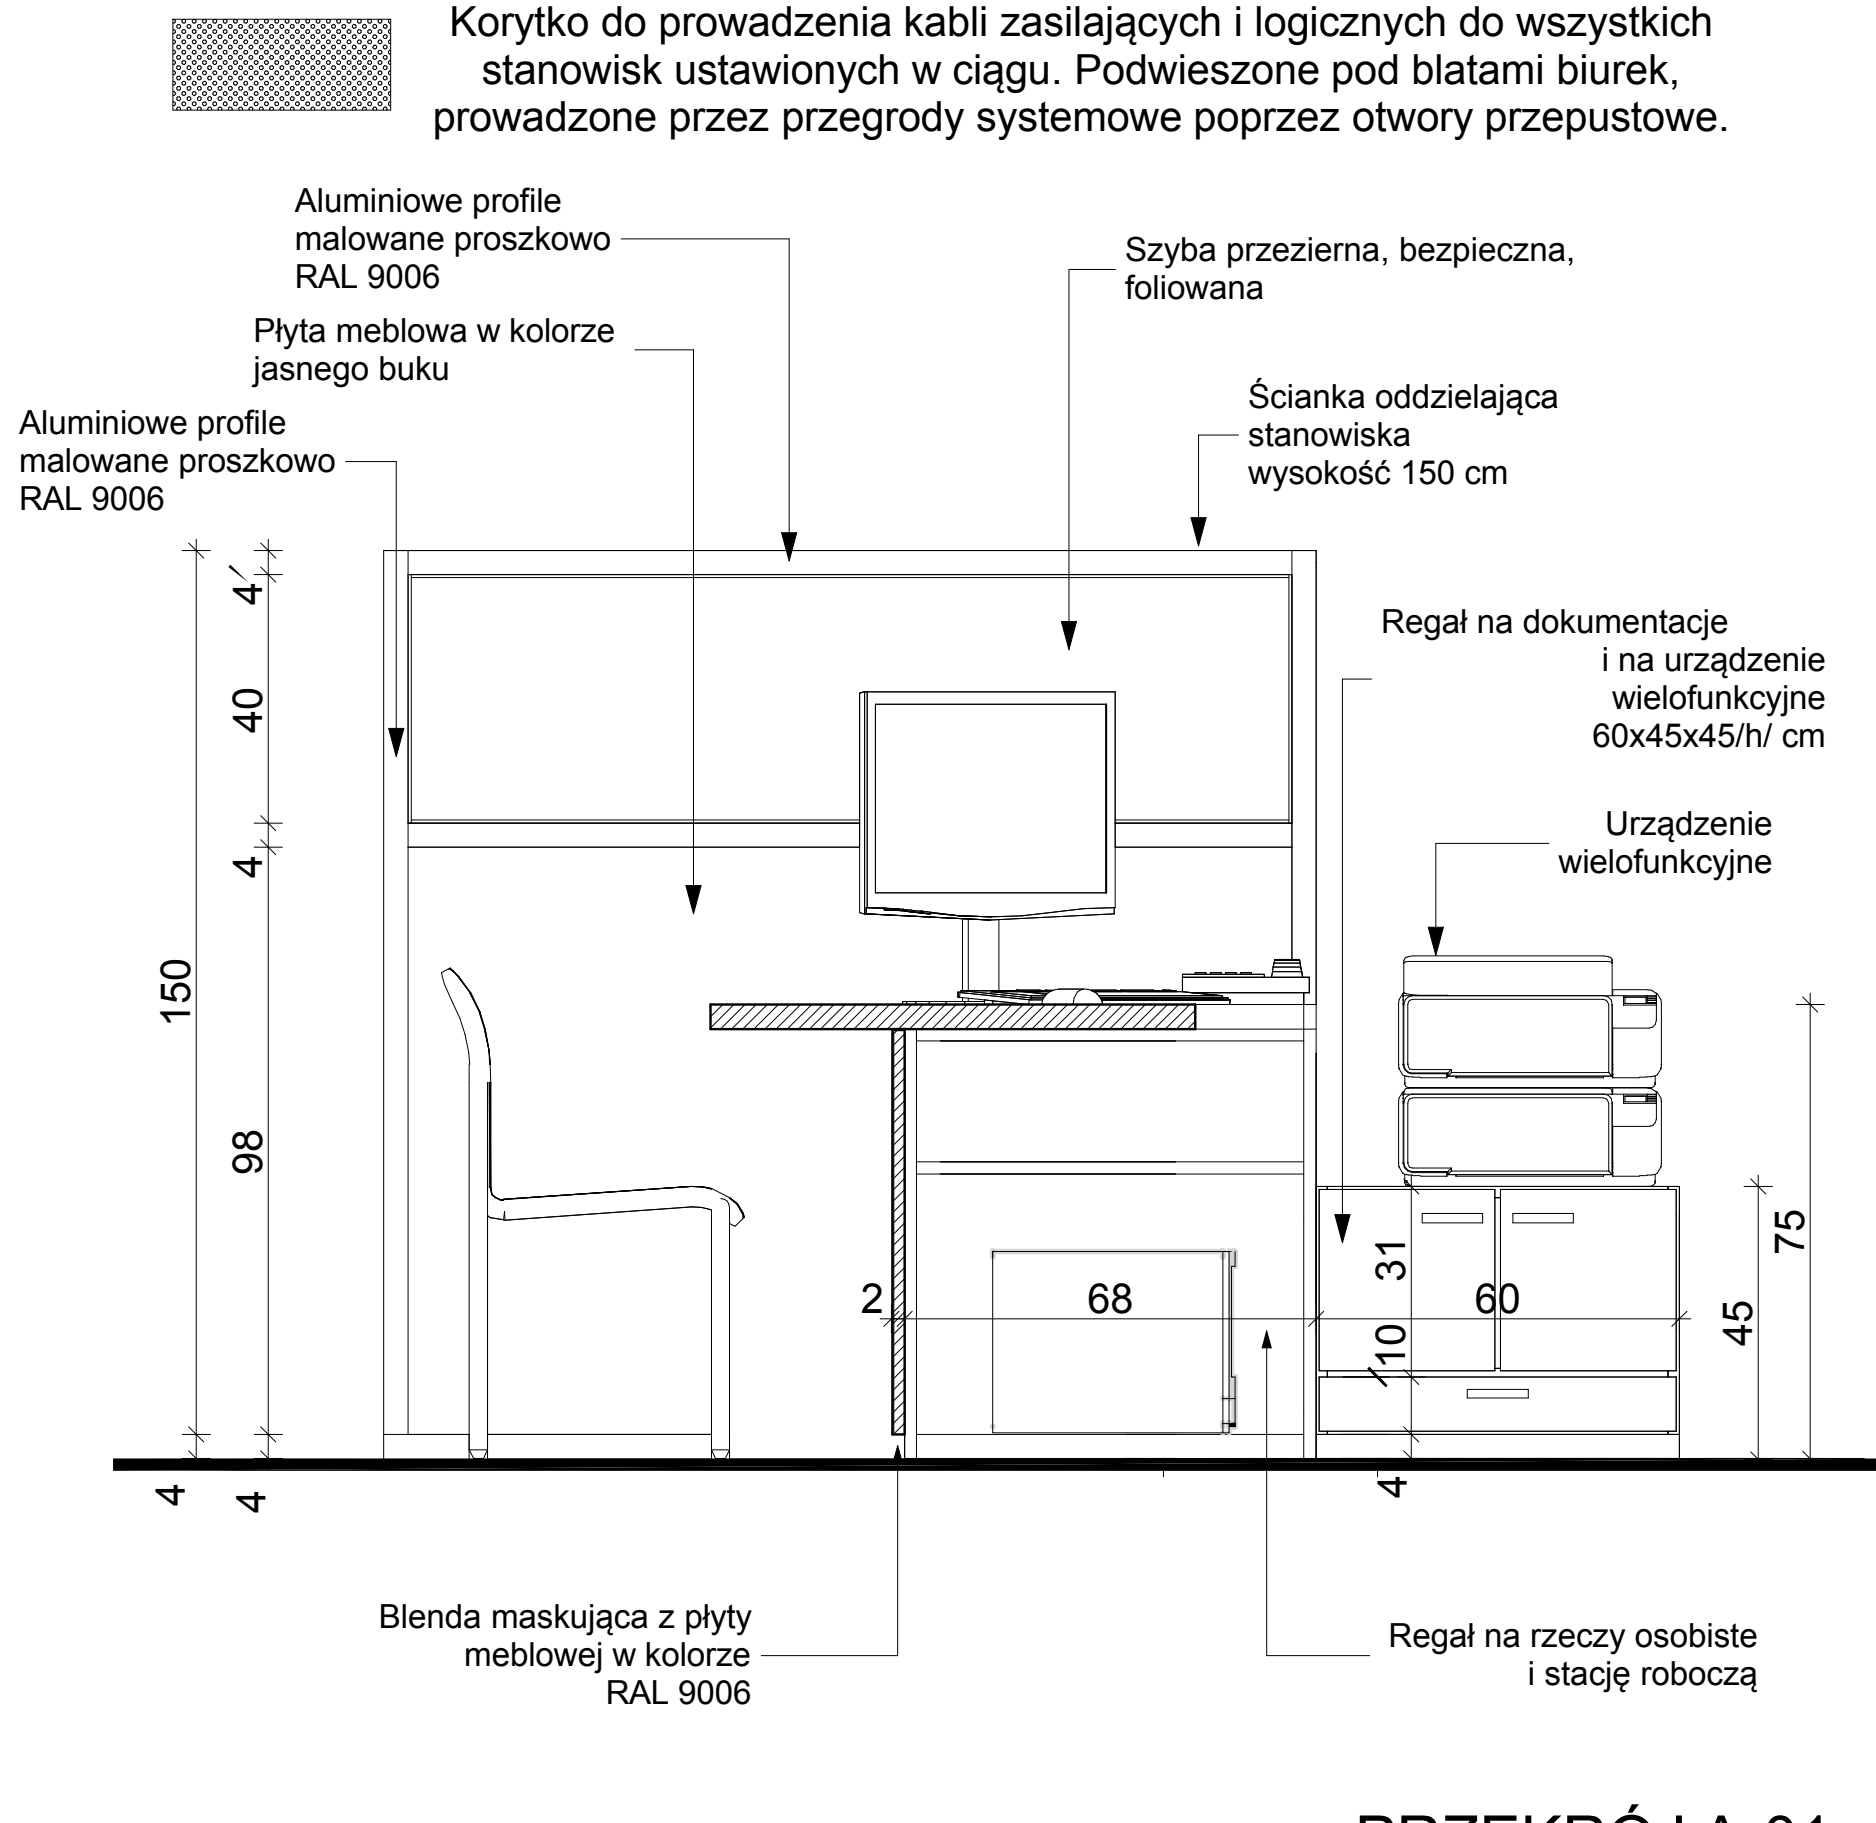 Korytko do prowadzenia kabli zasilających i logicznych do wszystkich
stanowisk ustawionych w ciągu. Podwieszone pod blatami biurek,
prowadzone przez przegrody systemowe poprzez otwory przepustowe.
Aluminiowe profile
malowane proszkowo
RAL 9006
Szyba przezierna, bezpieczna,
foliowana
Płyta meblowa w kolorze
jasnego buku
Ścianka oddzielająca
stanowiska
wysokość 150 cm
Aluminiowe profile
malowane proszkowo
RAL 9006
Regał na dokumentacje
i na urządzenie
wielofunkcyjne
60x45x45/h/ cm
Urządzenie
wielofunkcyjne
4
40
4
150
98
4
4
2
68
60
31
10
4
45
75
Blenda maskująca z płyty
meblowej w kolorze
RAL 9006
Regał na rzeczy osobiste
i stację roboczą